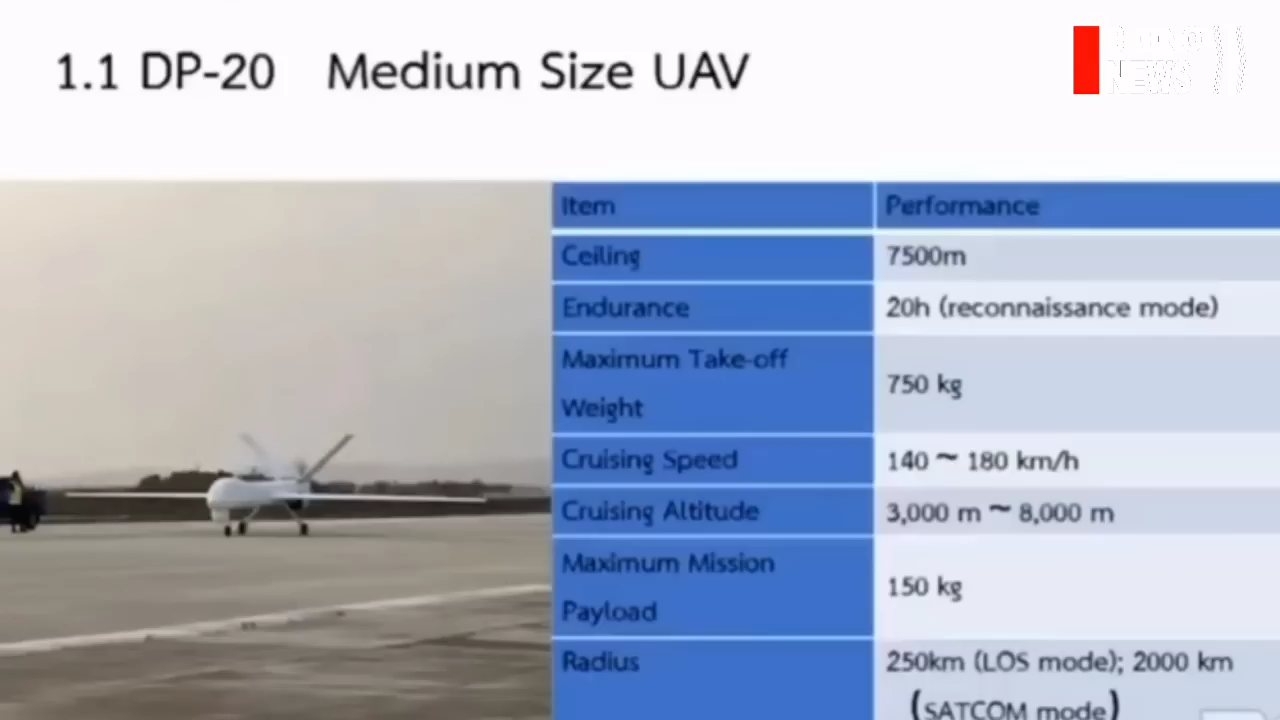 1.1 DP-20 Medium Size UAV
NEWS
Item
Performance
Ceiling
7500m
Endurance
20h (reconnaissance mode)
Maximum Take-off
Weight
750 kg
Cruising Speed
140 ~ 180 km/h
Cruising Altitude
3,000 m ~ 8,000 m
Maximum Mission
Payload
150 kg
Radius
250km (LOS mode); 2000 km
(SATCOM mode)